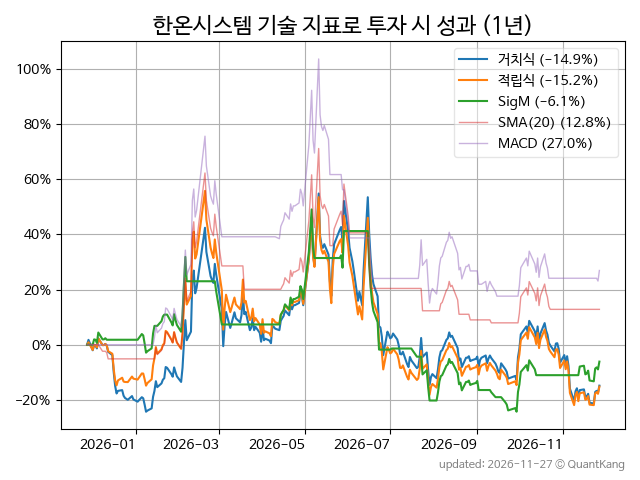 한온시스템 기술 지표로 투자 시 성과 (1년)
거치식 (−14.9%)
적립식 (−15.2%)
SigM (−6.1%)
SMA(20) (12.8%)
MACD (27.0%)
100%
80%
60%
40%
20%
0%
−20%
2026-01 2026-03 2026-05 2026-07 2026-09 2026-11
updated: 2026-11-27 © QuantKang